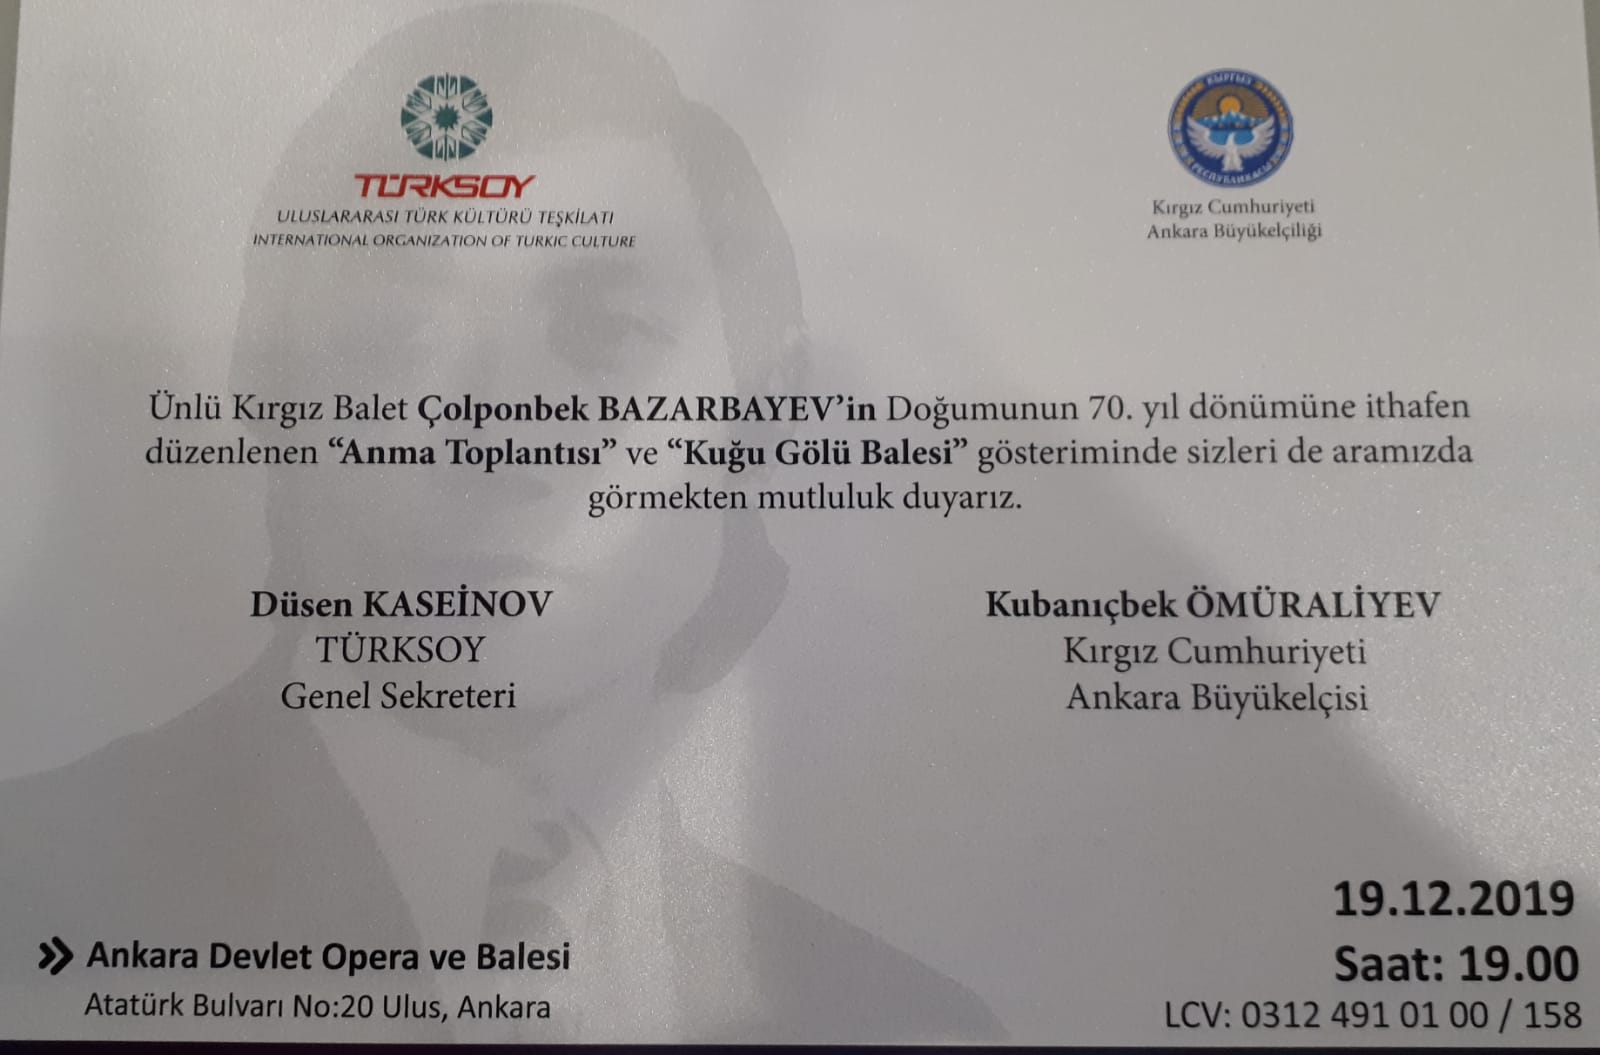 TÜRKSOY
ULUSLARARASI TÜRK KÜLTÜRÜ TEŞKİLATI
INTERNATIONAL ORGANIZATION OF TURKIC CULTURE
КЫРГЫЗ
РЕСПУБЛИКАСЫ
Kırgız Cumhuriyeti
Ankara Büyükelçiliği
Ünlü Kırgız Balet Çolponbek BAZARBAYEV’in Doğumunun 70. yıl dönümüne ithafen
düzenlenen “Anma Toplantısı” ve “Kuğu Gölü Balesi” gösteriminde sizleri de aramızda
görmekten mutluluk duyarız.
Düsen KASEİNOV
TÜRKSOY
Genel Sekreteri
Kubanıçbek ÖMÜRALİYEV
Kırgız Cumhuriyeti
Ankara Büyükelçisi
Ankara Devlet Opera ve Balesi
Atatürk Bulvarı No:20 Ulus, Ankara
19.12.2019
Saat: 19.00
LCV: 0312 491 01 00 / 158